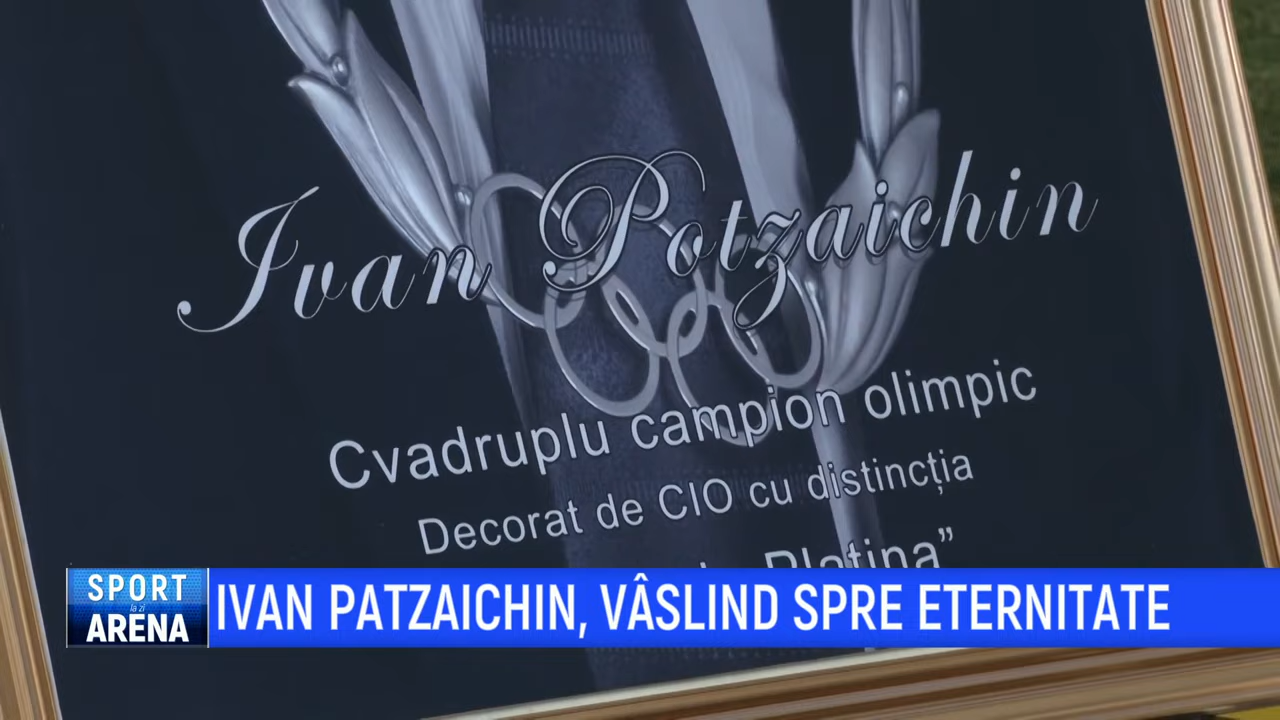 Ivan Potzaichin
Cvadruplu campion olimpic
Decorat de CIO cu distincția
Platina”
SPORT
la zi
ARENA
IVAN PATZAICHIN, VÂSLIND SPRE ETERNITATE